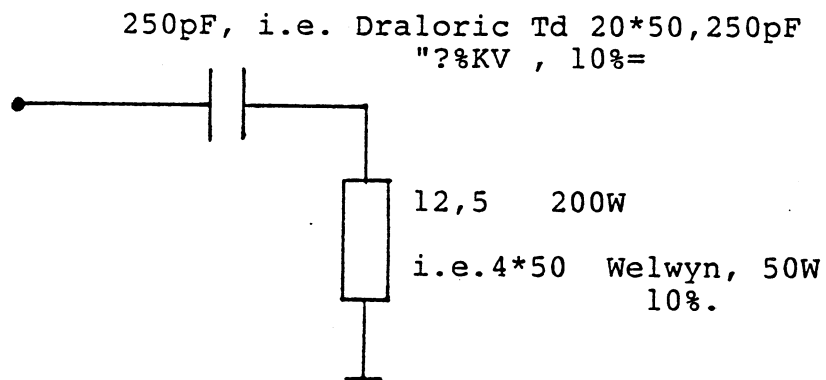 250pF, i.e. Draloric Td 20*50,250pF
"?%KV , 10%=
12,5 200W
i.e.4*50 Welwyn, 50W
10%.